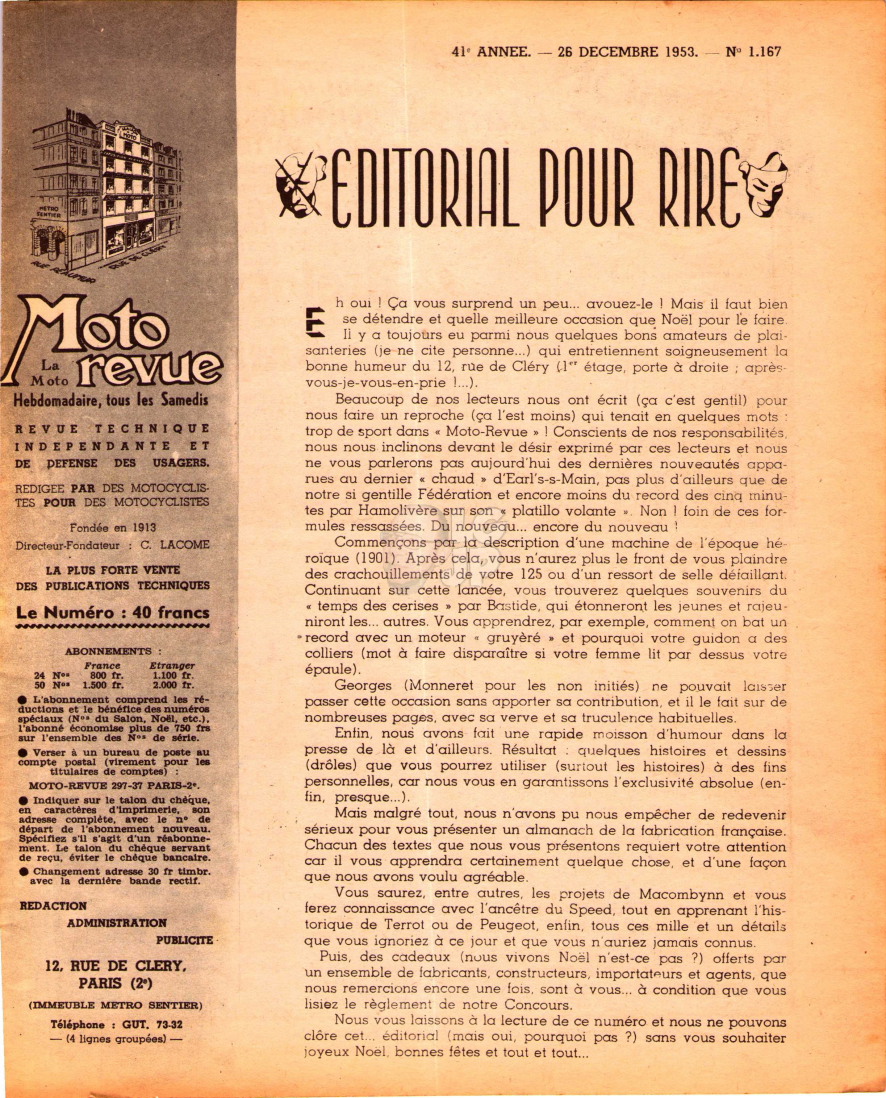 41e ANNEE. — 26 DECEMBRE 1953. — No 1.167
EDITORIAL POUR RIRE
METRO
SENTIER
RUE REAUMUR
RUE DE CLÉRY
Moto
revue
La
Moto
Hebdomadaire, tous les Samedis
REVUE TECHNIQUE
INDEPENDANTE ET
DE DEFENSE DES USAGERS.
REDIGEE PAR DES MOTOCYCLIS-
TES POUR DES MOTOCYCLISTES
Fondée en 1913
Directeur-Fondateur : C. LACOME
LA PLUS FORTE VENTE
DES PUBLICATIONS TECHNIQUES
Le Numéro : 40 francs
ABONNEMENTS :
France Etranger
24 Nos 800 fr. 1.100 fr.
50 Nos 1.500 fr. 2.000 fr.
● L'abonnement comprend les ré-
ductions et le bénéfice des numéros
spéciaux (Nos du Salon, Noël, etc.),
l'abonné économise plus de 750 frs
sur l'ensemble des Nos de série.
● Verser à un bureau de poste au
compte postal (virement pour les
titulaires de comptes) :
MOTO-REVUE 297-37 PARIS-2e.
● Indiquer sur le talon du chèque,
en caractères d'imprimerie, son
adresse complète, avec le no de
départ de l'abonnement nouveau.
Spécifiez s'il s'agit d'un réabonne-
ment. Le talon du chèque servant
de reçu, éviter le chèque bancaire.
● Changement adresse 30 fr timbr.
avec la dernière bande rectif.
REDACTION
ADMINISTRATION
PUBLICITE
12, RUE DE CLERY,
PARIS (2e)
(IMMEUBLE METRO SENTIER)
Téléphone : GUT. 73-32
— (4 lignes groupées) —
Eh oui ! Ça vous surprend un peu... avouez-le ! Mais il faut bien
se détendre et quelle meilleure occasion que Noël pour le faire.
Il y a toujours eu parmi nous quelques bons amateurs de plai-
santeries (je ne cite personne...) qui entretiennent soigneusement la
bonne humeur du 12, rue de Cléry (1er étage, porte à droite ; après-
vous-je-vous-en-prie !...).
Beaucoup de nos lecteurs nous ont écrit (ça c'est gentil) pour
nous faire un reproche (ça l'est moins) qui tenait en quelques mots :
trop de sport dans « Moto-Revue » ! Conscients de nos responsabilités,
nous nous inclinons devant le désir exprimé par ces lecteurs et nous
ne vous parlerons pas aujourd'hui des dernières nouveautés appa-
rues au dernier « chaud » d'Earl's-s-Main, pas plus d'ailleurs que de
notre si gentille Fédération et encore moins du record des cinq minu-
tes par Hamolivère sur son « platillo volante ». Non ! foin de ces for-
mules ressassées. Du nouveau... encore du nouveau !
Commençons par la description d'une machine de l'époque hé-
roïque (1901). Après cela, vous n'aurez plus le front de vous plaindre
des crachouillements de votre 125 ou d'un ressort de selle défaillant.
Continuant sur cette lancée, vous trouverez quelques souvenirs du
« temps des cerises » par Bastide, qui étonneront les jeunes et rajeu-
niront les... autres. Vous apprendrez, par exemple, comment on bat un
record avec un moteur « gruyèré » et pourquoi votre guidon a des
colliers (mot à faire disparaître si votre femme lit par dessus votre
épaule).
Georges (Monneret pour les non initiés) ne pouvait laisser
passer cette occasion sans apporter sa contribution, et il le fait sur de
nombreuses pages, avec sa verve et sa truculence habituelles.
Enfin, nous avons fait une rapide moisson d'humour dans la
presse de là et d'ailleurs. Résultat : quelques histoires et dessins
(drôles) que vous pourrez utiliser (surtout les histoires) à des fins
personnelles, car nous vous en garantissons l'exclusivité absolue (en-
fin, presque...).
Mais malgré tout, nous n'avons pu nous empêcher de redevenir
sérieux pour vous présenter un almanach de la fabrication française.
Chacun des textes que nous vous présentons requiert votre attention
car il vous apprendra certainement quelque chose, et d'une façon
que nous avons voulu agréable.
Vous saurez, entre autres, les projets de Macombynn et vous
ferez connaissance avec l'ancêtre du Speed, tout en apprenant l'his-
torique de Terrot ou de Peugeot, enfin, tous ces mille et un détails
que vous ignoriez à ce jour et que vous n'auriez jamais connus.
Puis, des cadeaux (nous vivons Noël n'est-ce pas ?) offerts par
un ensemble de fabricants, constructeurs, importateurs et agents, que
nous remercions encore une fois, sont à vous... à condition que vous
lisiez le règlement de notre Concours.
Nous vous laissons à la lecture de ce numéro et nous ne pouvons
clôre cet... éditorial (mais oui, pourquoi pas ?) sans vous souhaiter
joyeux Noël, bonnes fêtes et tout et tout...